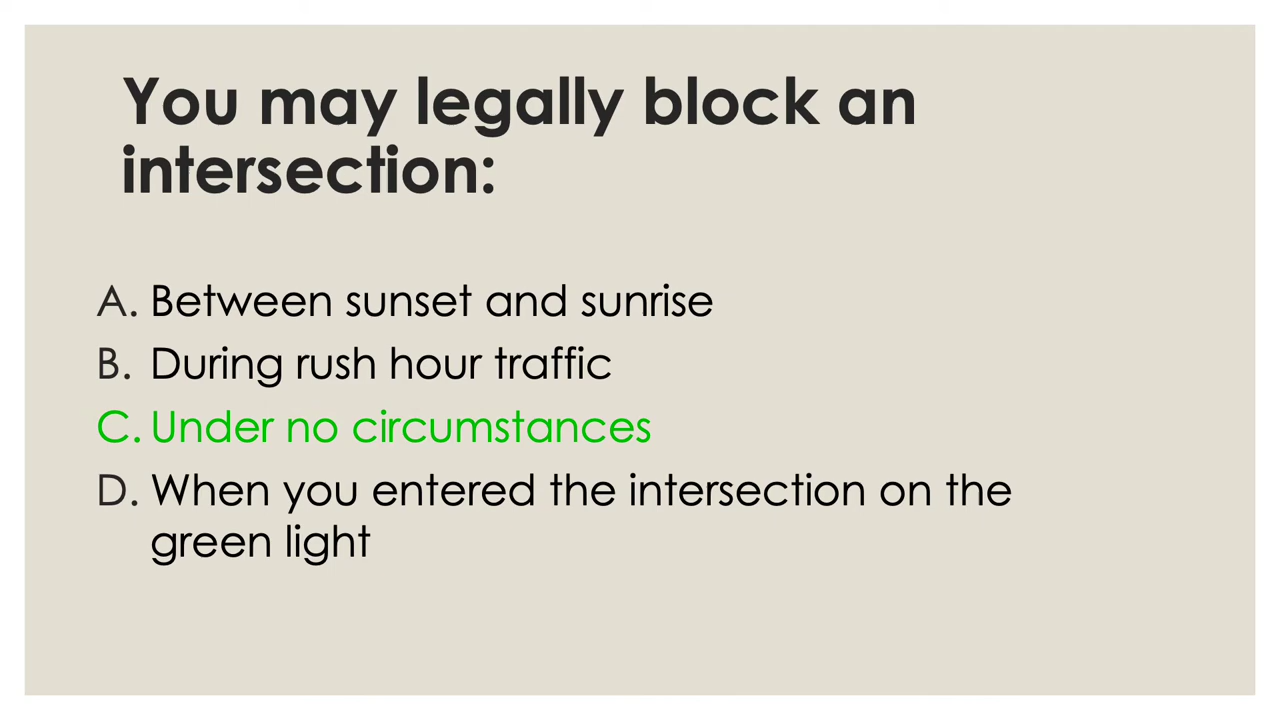 You may legally block an
intersection:
A. Between sunset and sunrise
B. During rush hour traffic
C. Under no circumstances
D. When you entered the intersection on the
green light